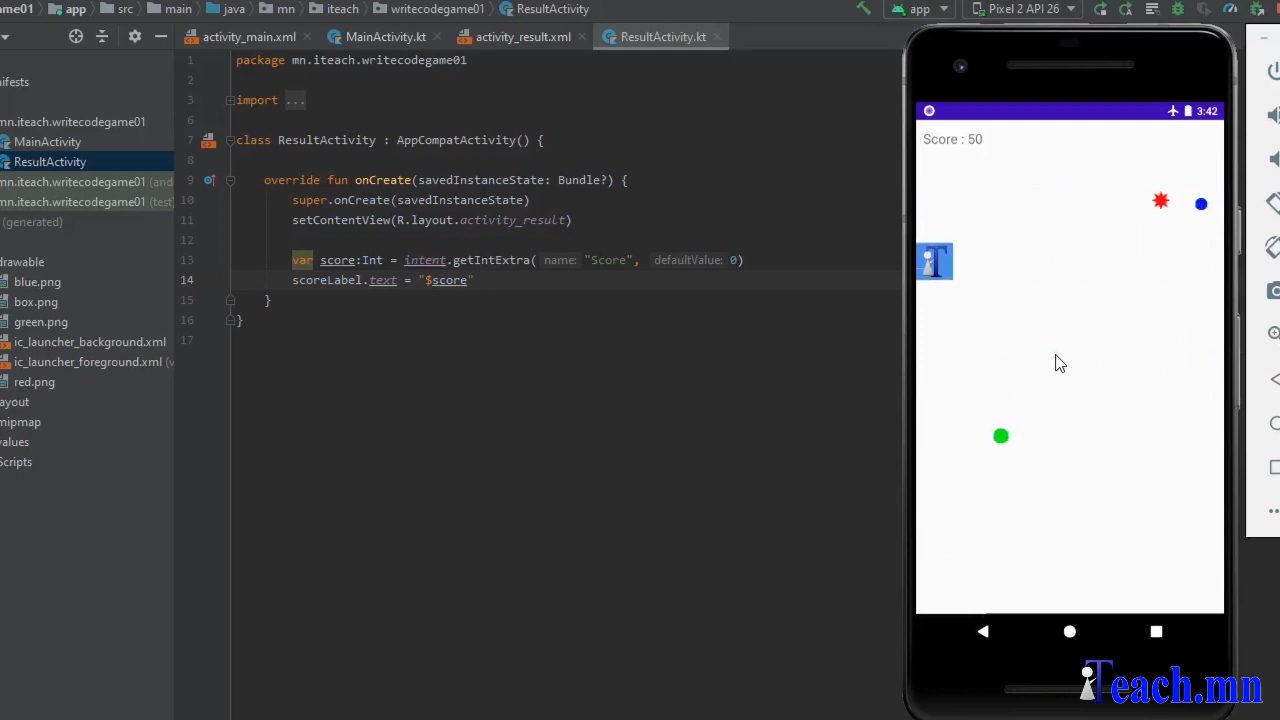 ame01
app
src
main
java
mn
iteach
writecodegame01
ResultActivity
app
Pixel 2 API 26
activity_main.xml
MainActivity.kt
activity_result.xml
ResultActivity.kt
nifests
mn.iteach.writecodegame01
MainActivity
ResultActivity
mn.iteach.writecodegame01 (and
mn.iteach.writecodegame01 (test)
(generated)
drawable
blue.png
box.png
green.png
ic_launcher_background.xml
ic_launcher_foreground.xml (v
red.png
ayout
mipmap
values
Scripts
1 package mn.iteach.writecodegame01
2
3 import ...
6
7 class ResultActivity : AppCompatActivity() {
8
9 override fun onCreate(savedInstanceState: Bundle?) {
10 super.onCreate(savedInstanceState)
11 setContentView(R.layout.activity_result)
12
13 var score:Int = intent.getIntExtra( name: "Score", defaultValue: 0)
14 scoreLabel.text = "$score"
15 }
16 }
17
3:42
Score : 50
T
Teach.mn